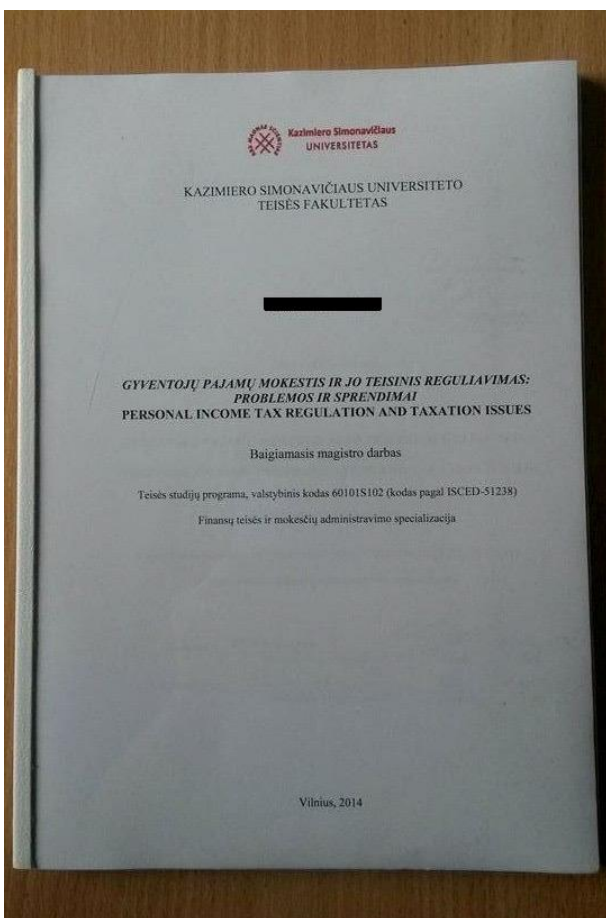 Kazimiero Simonavičiaus
UNIVERSITETAS
KAZIMIERO SIMONAVIČIAUS UNIVERSITETO
TEISĖS FAKULTETAS
GYVENTOJŲ PAJAMŲ MOKESTIS IR JO TEISINIS REGULIAVIMAS:
PROBLEMOS IR SPRENDIMAI
PERSONAL INCOME TAX REGULATION AND TAXATION ISSUES
Baigiamasis magistro darbas
Teisės studijų programa, valstybinis kodas 60101S102 (kodas pagal ISCED-51238)
Finansų teisės ir mokesčių administravimo specializacija
Vilnius, 2014